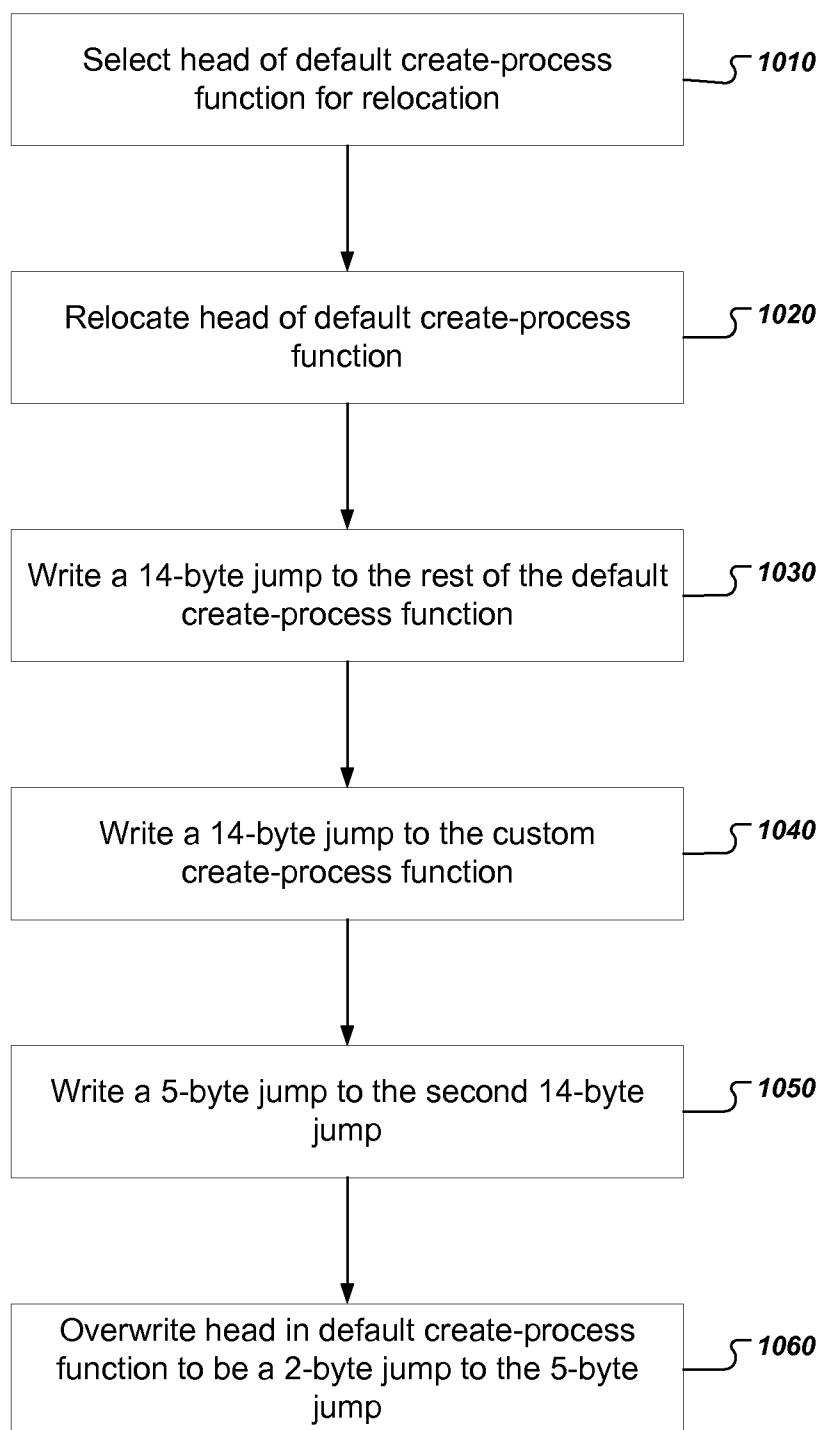 Select head of default create-process
function for relocation
1010
Relocate head of default create-process
function
1020
Write a 14-byte jump to the rest of the default
create-process function
1030
Write a 14-byte jump to the custom
create-process function
1040
Write a 5-byte jump to the second 14-byte
jump
1050
Overwrite head in default create-process
function to be a 2-byte jump to the 5-byte
jump
1060